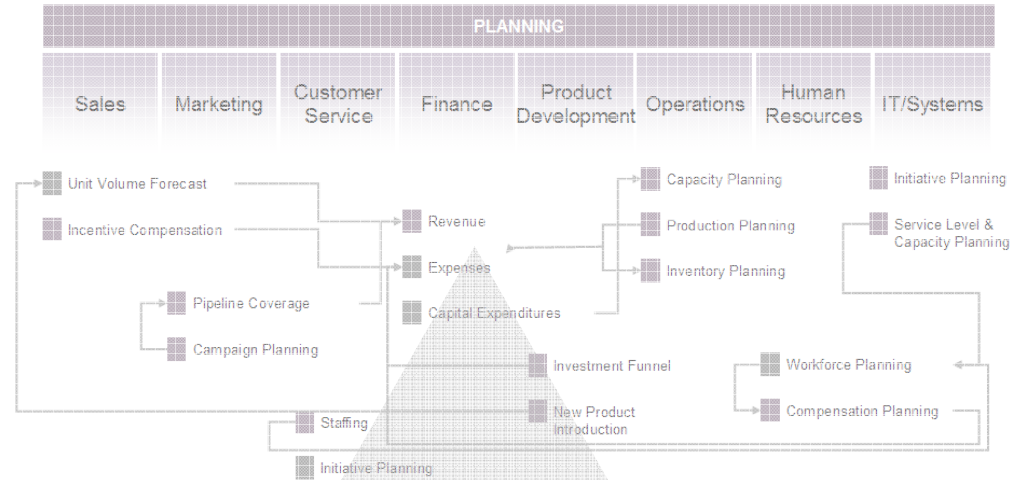 PLANNING
Sales
Marketing
Customer
Service
Finance
Product
Development
Operations
Human
Resources
IT/Systems
Unit Volume Forecast
Incentive Compensation
Pipeline Coverage
Campaign Planning
Staffing
Initiative Planning
Revenue
Expenses
Capital Expenditures
Investment Funnel
New Product
Introduction
Capacity Planning
Production Planning
Inventory Planning
Workforce Planning
Compensation Planning
Initiative Planning
Service Level &
Capacity Planning